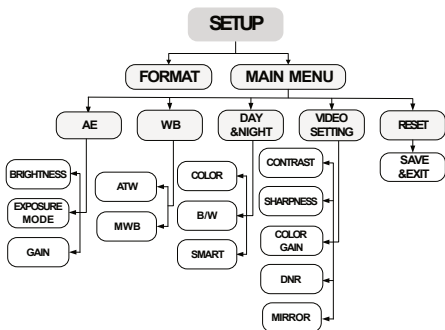 SETUP
FORMAT
MAIN MENU
AE
WB
DAY
&NIGHT
VIDEO
SETTING
RESET
BRIGHTNESS
EXPOSURE
MODE
GAIN
ATW
MWB
COLOR
B/W
SMART
CONTRAST
SHARPNESS
COLOR
GAIN
DNR
MIRROR
SAVE
&EXIT